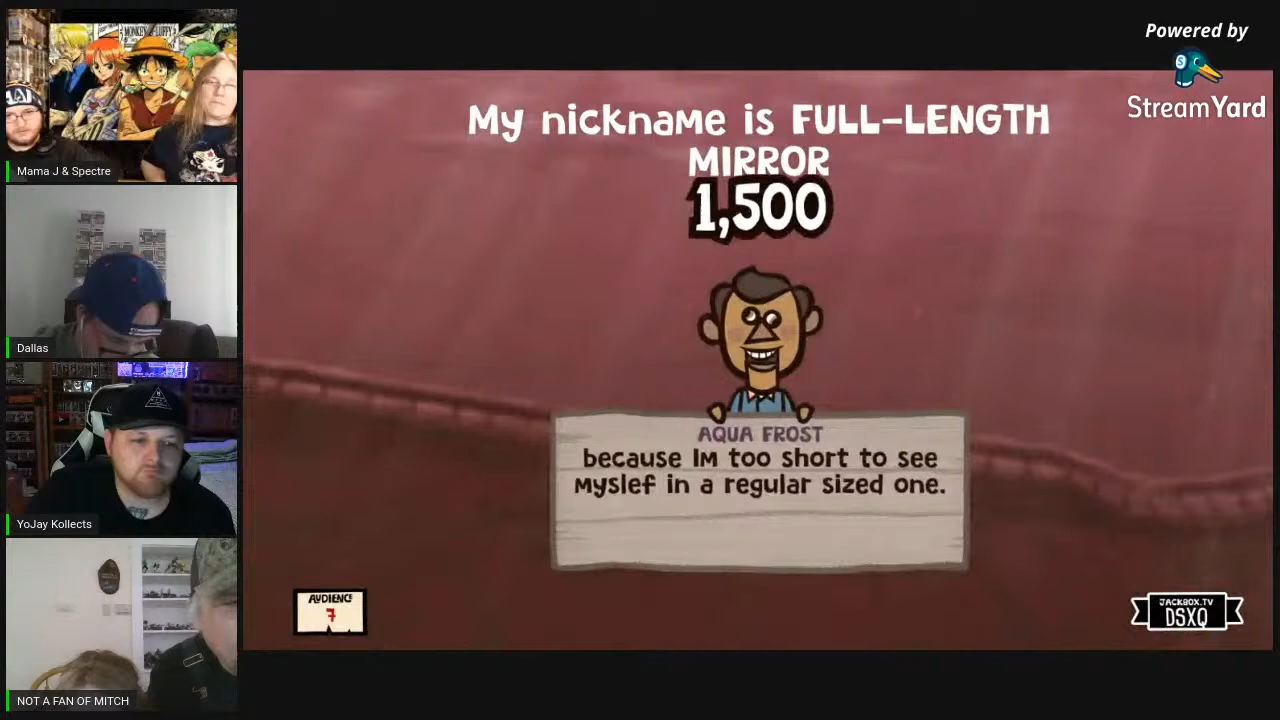 Powered by
StreamYard
My nickname is FULL-LENGTH
MIRROR
1,500
AQUA FROST
because IM too short to see
myslef in a regular sized one.
AUDIENCE
7
JACKBOX.TV
DSXQ
Mama J & Spectre
Dallas
YoJay Kollects
NOT A FAN OF MITCH